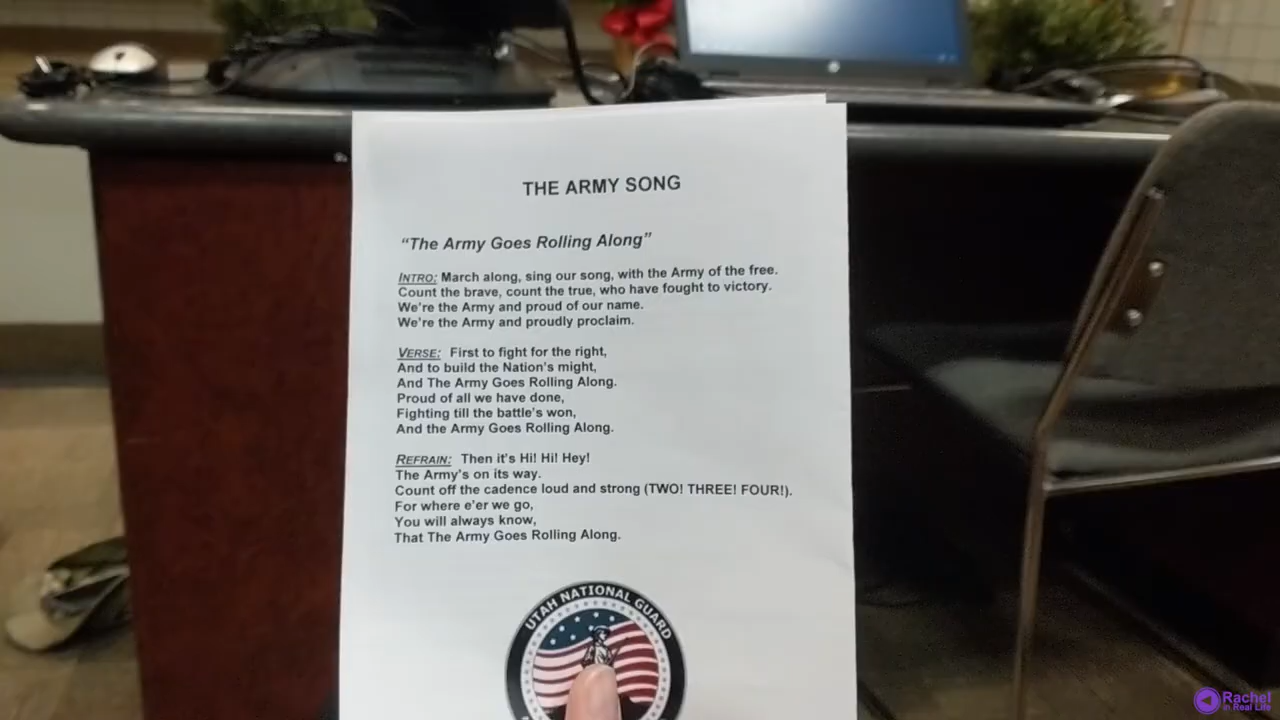 THE ARMY SONG
“The Army Goes Rolling Along”
INTRO: March along, sing our song, with the Army of the free.
Count the brave, count the true, who have fought to victory.
We're the Army and proud of our name.
We're the Army and proudly proclaim.
VERSE: First to fight for the right,
And to build the Nation's might,
And The Army Goes Rolling Along.
Proud of all we have done,
Fighting till the battle's won,
And the Army Goes Rolling Along.
REFRAIN: Then it's Hi! Hi! Hey!
The Army's on its way.
Count off the cadence loud and strong (TWO! THREE! FOUR!).
For where e'er we go,
You will always know,
That The Army Goes Rolling Along.
UTAH NATIONAL GUARD
Rachel
in Real Life